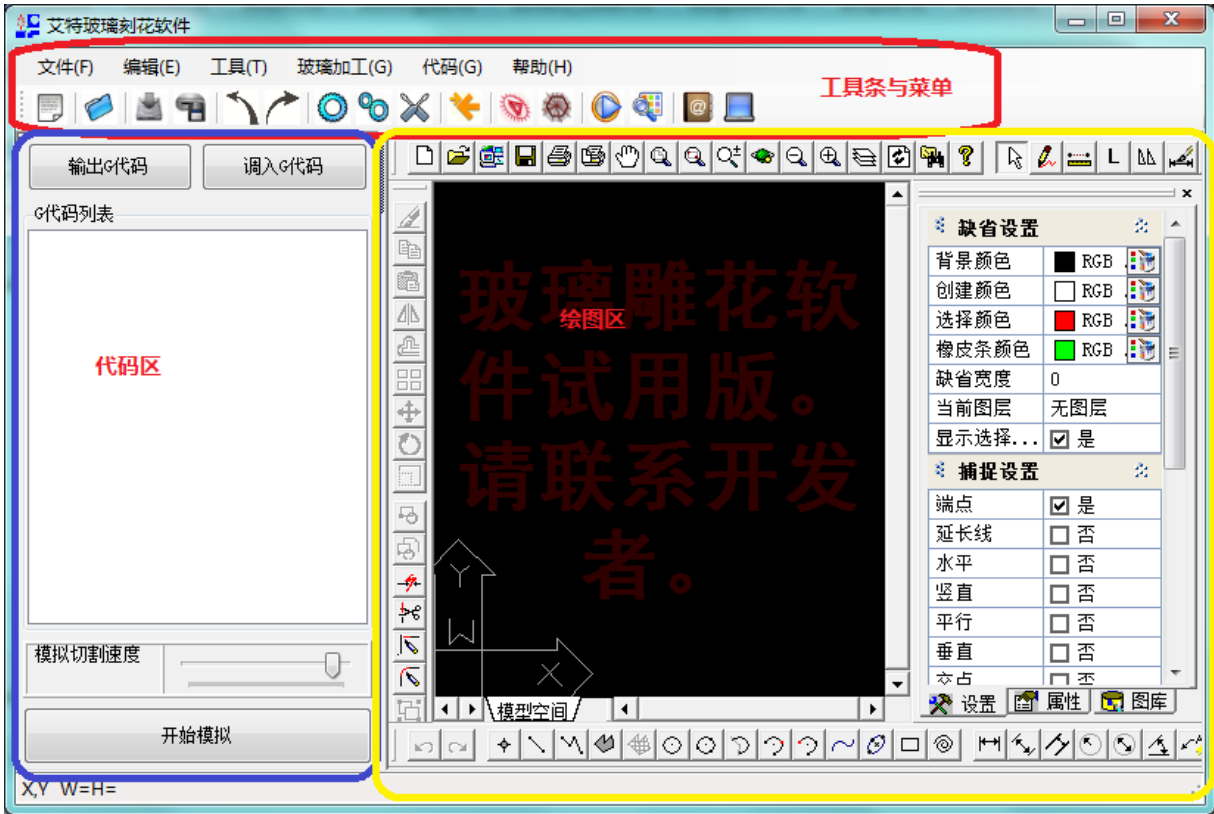 艾特玻璃刻花软件
文件(F) 编辑(E) 工具(T) 玻璃加工(G) 代码(G) 帮助(H)
工具条与菜单
输出G代码 调入G代码
G代码列表
代码区
模拟切割速度
开始模拟
X,Y W=H=
L
玻璃雕花软
绘图区
件试用版。
请联系开发
者。
Y
W
X
模型空间
缺省设置
背景颜色 RGB
创建颜色 RGB
选择颜色 RGB
橡皮条颜色 RGB
缺省宽度 0
当前图层 无图层
显示选择... 是
捕捉设置
端点 是
延长线 否
水平 否
竖直 否
平行 否
垂直 否
交点 否
设置 属性 图库